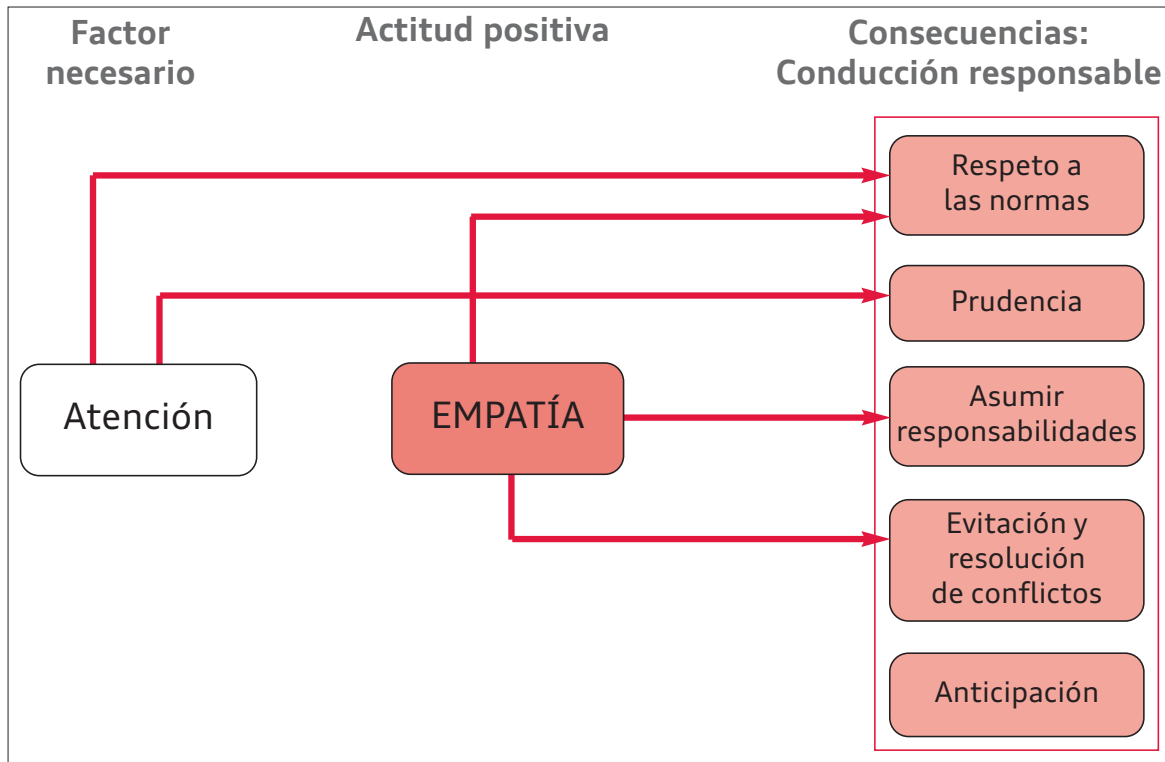 Factor
necesario
Actitud positiva
Consecuencias:
Conducción responsable
Respeto a
las normas
Prudencia
Atención
EMPATÍA
Asumir
responsabilidades
Evitación y
resolución
de conflictos
Anticipación